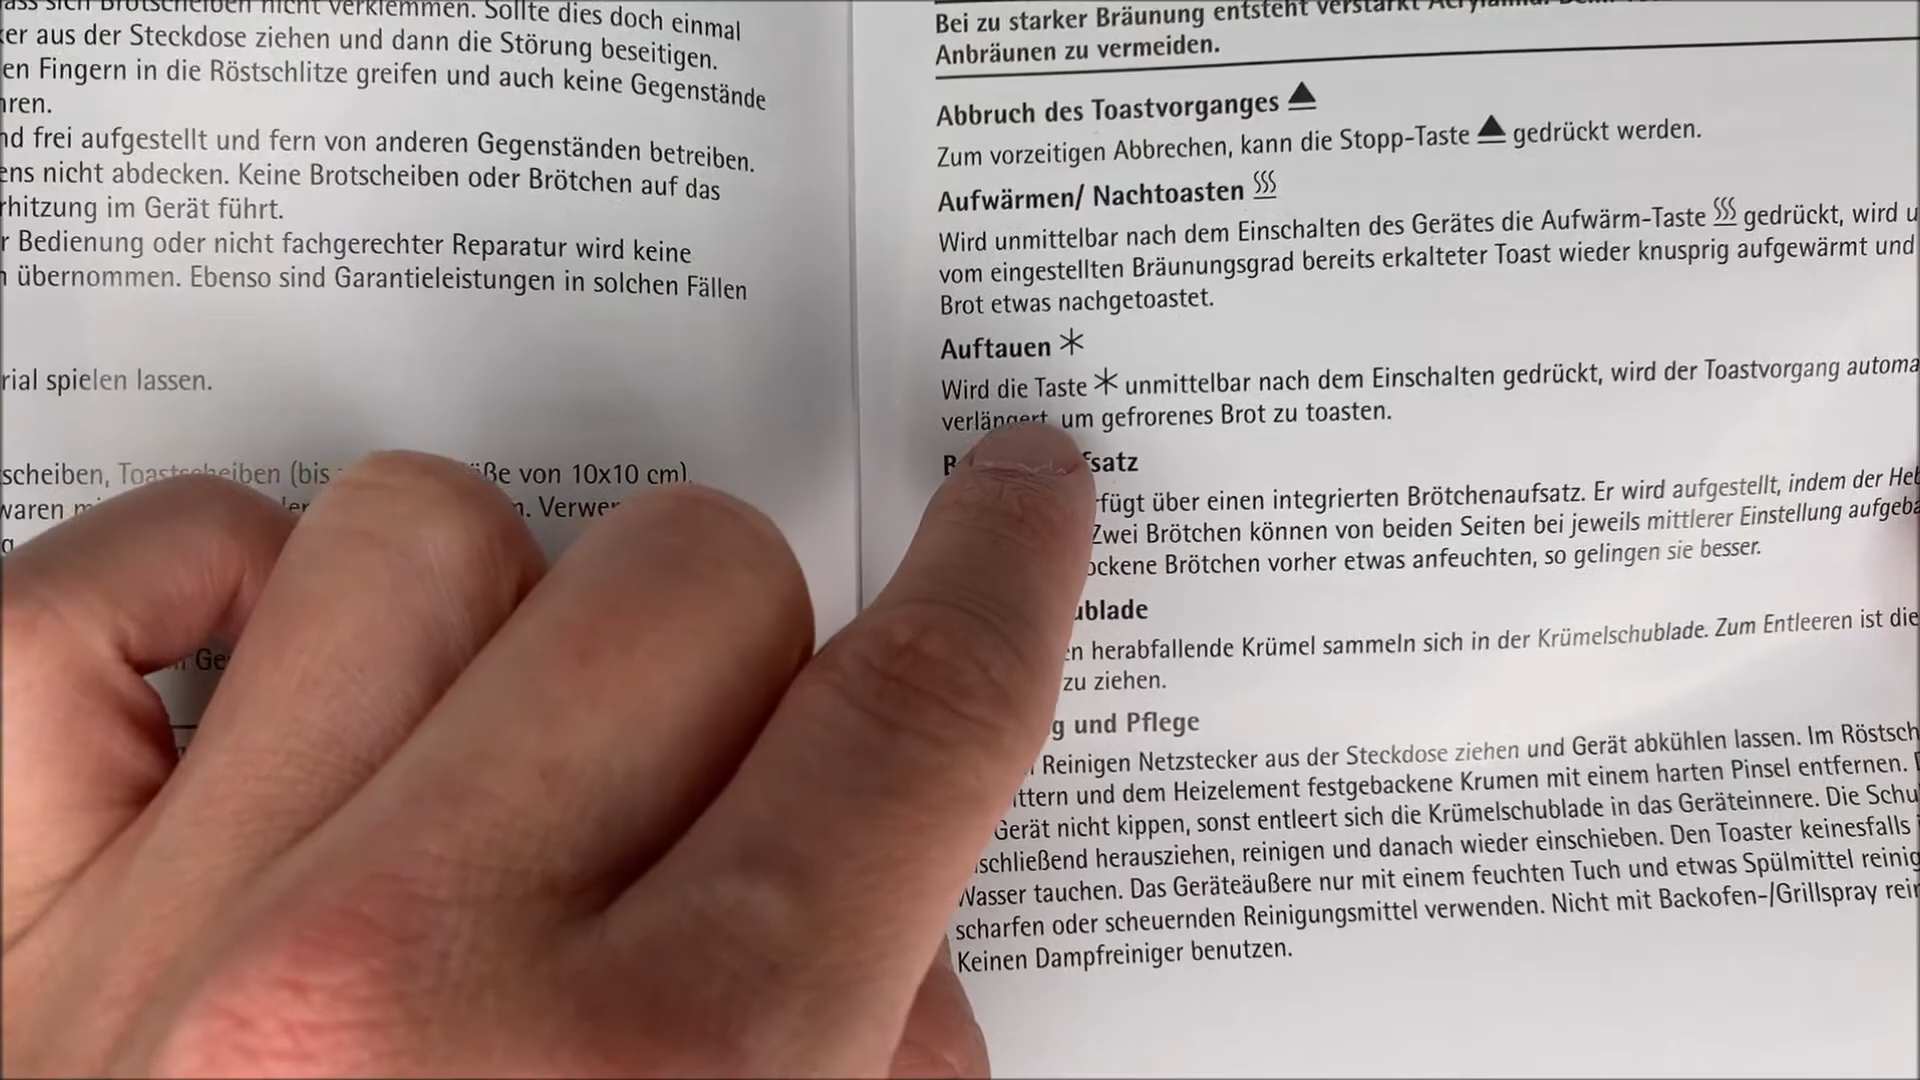 sich Brotscheiben nicht verklemmen. Sollte dies doch einmal
aus der Steckdose ziehen und dann die Störung beseitigen.
en Fingern in die Röstschlitze greifen und auch keine Gegenstände
hren.
nd frei aufgestellt und fern von anderen Gegenständen betreiben.
ens nicht abdecken. Keine Brotscheiben oder Brötchen auf das
rhitzung im Gerät führt.
r Bedienung oder nicht fachgerechter Reparatur wird keine
n übernommen. Ebenso sind Garantieleistungen in solchen Fällen
rial spielen lassen.
scheiben, Toastscheiben (bis von 10x10 cm)
waren
Bei zu starker Bräunung entsteht verstärkt
Anbräunen zu vermeiden.
Abbruch des Toastvorganges
Zum vorzeitigen Abbrechen, kann die Stopp-Taste gedrückt werden.
Aufwärmen/ Nachtoasten
Wird unmittelbar nach dem Einschalten des Gerätes die Aufwärm-Taste gedrückt, wird u
vom eingestellten Bräunungsgrad bereits erkalteter Toast wieder knusprig aufgewärmt und
Brot etwas nachgetoastet.
Auftauen
Wird die Taste unmittelbar nach dem Einschalten gedrückt, wird der Toastvorgang automa
verlängert um gefrorenes Brot zu toasten.
satz
fügt über einen integrierten Brötchenaufsatz. Er wird aufgestellt, indem der Heb
Zwei Brötchen können von beiden Seiten bei jeweils mittlerer Einstellung aufgeba
ockene Brötchen vorher etwas anfeuchten, so gelingen sie besser.
ublade
en herabfallende Krümel sammeln sich in der Krümelschublade. Zum Entleeren ist die
zu ziehen.
g und Pflege
Reinigen Netzstecker aus der Steckdose ziehen und Gerät abkühlen lassen. Im Röstsch
ittern und dem Heizelement festgebackene Krumen mit einem harten Pinsel entfernen.
Gerät nicht kippen, sonst entleert sich die Krümelschublade in das Geräteinnere. Die Schu
schließend herausziehen, reinigen und danach wieder einschieben. Den Toaster keinesfalls
Wasser tauchen. Das Geräteäußere nur mit einem feuchten Tuch und etwas Spülmittel reinig
scharfen oder scheuernden Reinigungsmittel verwenden. Nicht mit Backofen-/Grillspray rein
Keinen Dampfreiniger benutzen.